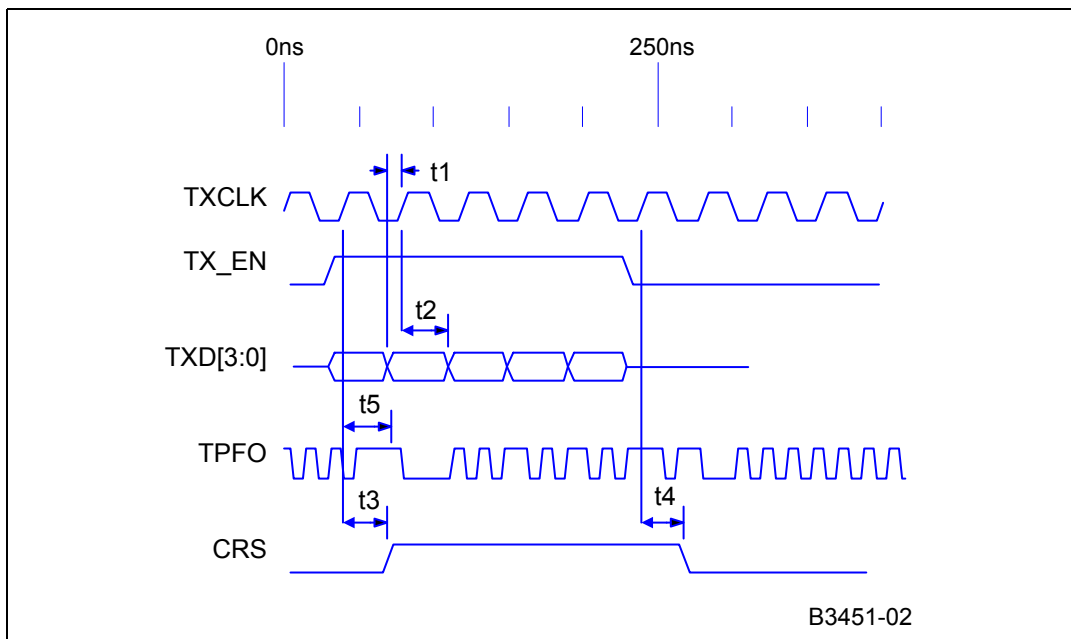 0ns 250ns
t1
TXCLK
TX_EN
t2
TXD[3:0]
t5
TPFO
t3 t4
CRS
B3451-02